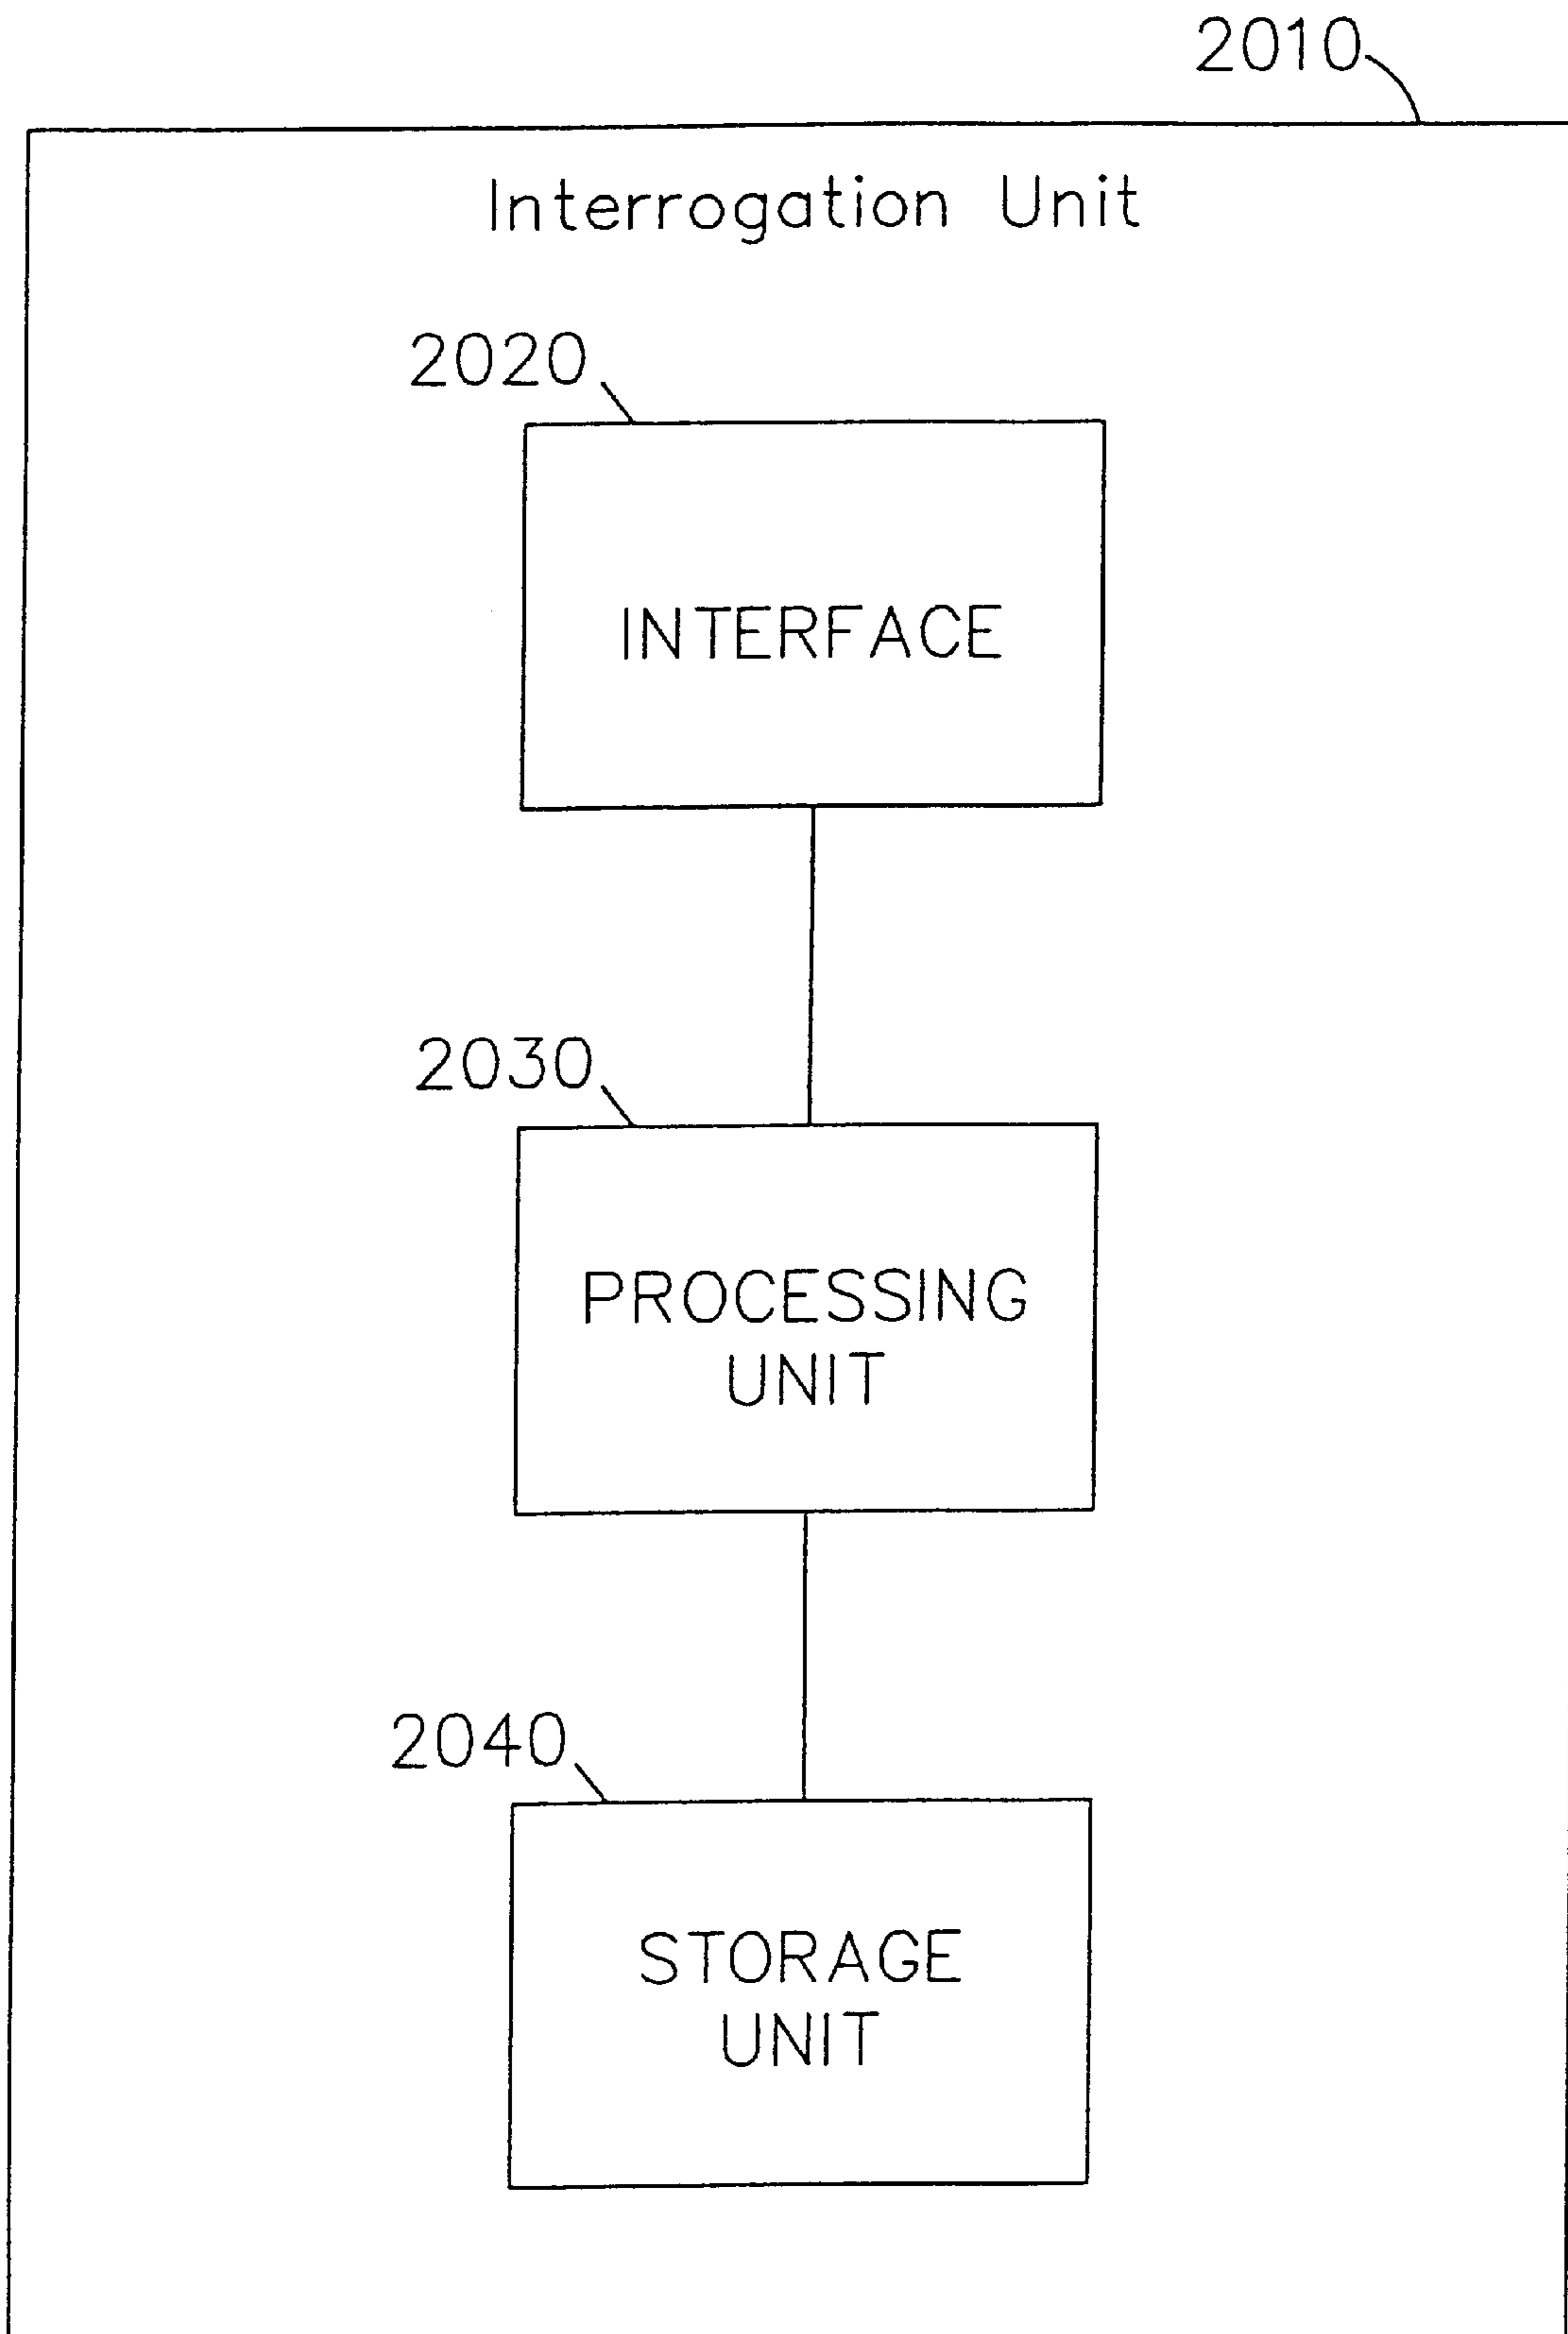 2010
Interrogation Unit
2020
INTERFACE
2030
PROCESSING
UNIT
2040
STORAGE
UNIT